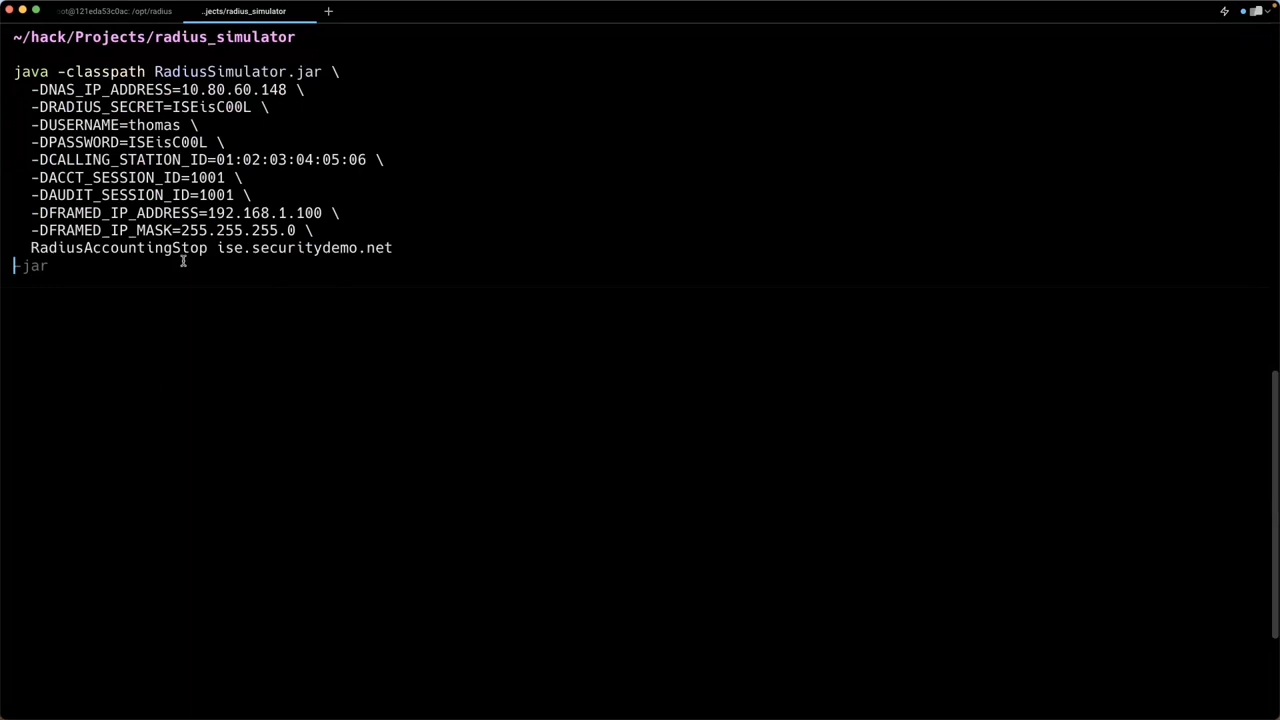 ot@121eda53c0ac: /opt/radius
..jects/radius_simulator
+
~/hack/Projects/radius_simulator
java -classpath RadiusSimulator.jar \
-DNAS_IP_ADDRESS=10.80.60.148 \
-DRADIUS_SECRET=ISEisC00L \
-DUSERNAME=thomas \
-DPASSWORD=ISEisC00L \
-DCALLING_STATION_ID=01:02:03:04:05:06 \
-DACCT_SESSION_ID=1001 \
-DAUDIT_SESSION_ID=1001 \
-DFRAMED_IP_ADDRESS=192.168.1.100 \
-DFRAMED_IP_MASK=255.255.255.0 \
RadiusAccountingStop ise.securitydemo.net
-jar